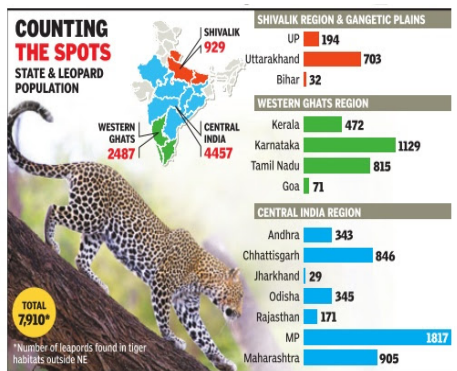 COUNTING
THE SPOTS
STATE & LEOPARD
POPULATION
SHIVALIK
929
WESTERN
GHATS
2487
CENTRAL
INDIA
4457
TOTAL
7,910*
*Number of leapords found in tiger
habitats outside NE
SHIVALIK REGION & GANGETIC PLAINS
UP 194
Uttarakhand 703
Bihar 32
WESTERN GHATS REGION
Kerala 472
Karnataka 1129
Tamil Nadu 815
Goa 71
CENTRAL INDIA REGION
Andhra 343
Chhattisgarh 846
Jharkhand 29
Odisha 345
Rajasthan 171
MP 1817
Maharashtra 905